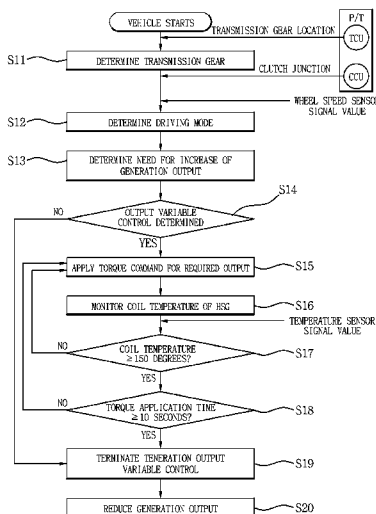 VEHICLE STARTS
P/T
TRANSMISSION GEAR LOCATION
TCU
S11
DETERMINE TRANSMISSION GEAR
CLUTCH JUNCTION
CCU
WHEEL SPEED SENSO
SIGNAL VALUE
S12
DETERMINE DRIVING MODE
S13
DETERMINE NEED FOR INCREASE OF
GENERATION OUTPUT
S14
NO
OUTPUT VARIABLE
CONTROL DETERMINED
YES
APPLY TORQUE COMMAND FOR REQUIRED OUTPUT
S15
MONITOR COIL TEMPERATURE OF HSG
S16
TEMPERATURE SENSOR
SIGNAL VALUE
NO
COIL TEMPERATURE
≥150 DEGREES?
S17
YES
NO
TORQUE APPLICATION TIME
≥10 SECONDS?
S18
YES
TERMINATE TENERATION OUTPUT
VARIABLE CONTROL
S19
REDUCE GENERATION OUTPUT
S20